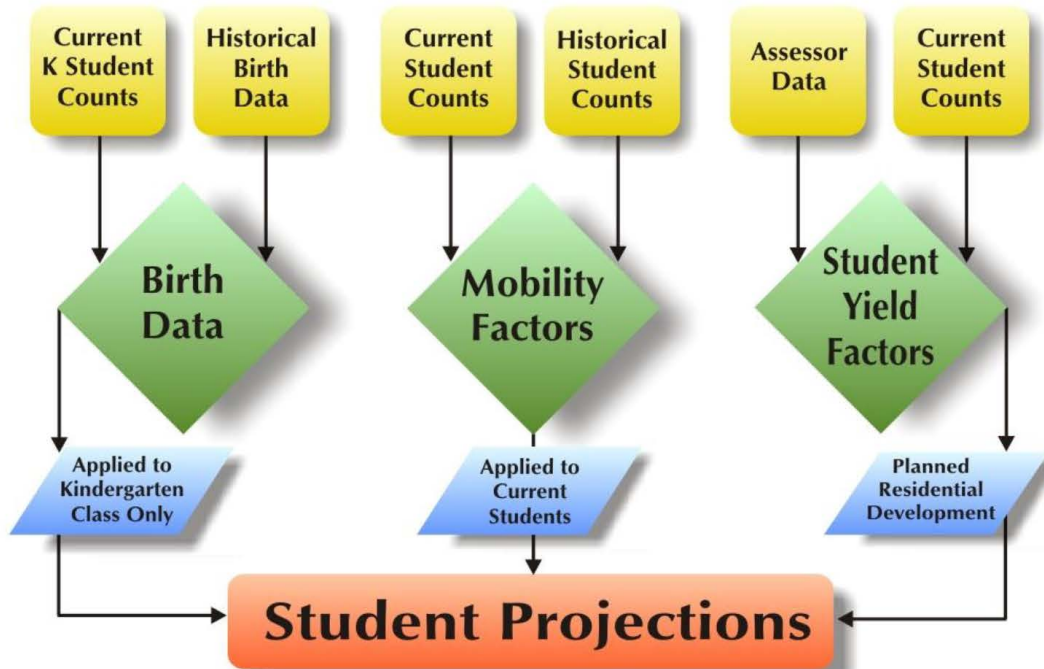 Current
K Student
Counts
Historical
Birth
Data
Current
Student
Counts
Historical
Student
Counts
Assessor
Data
Current
Student
Counts
Birth
Data
Mobility
Factors
Student
Yield
Factors
Applied to
Kindergarten
Class Only
Applied to
Current
Students
Planned
Residential
Development
Student Projections